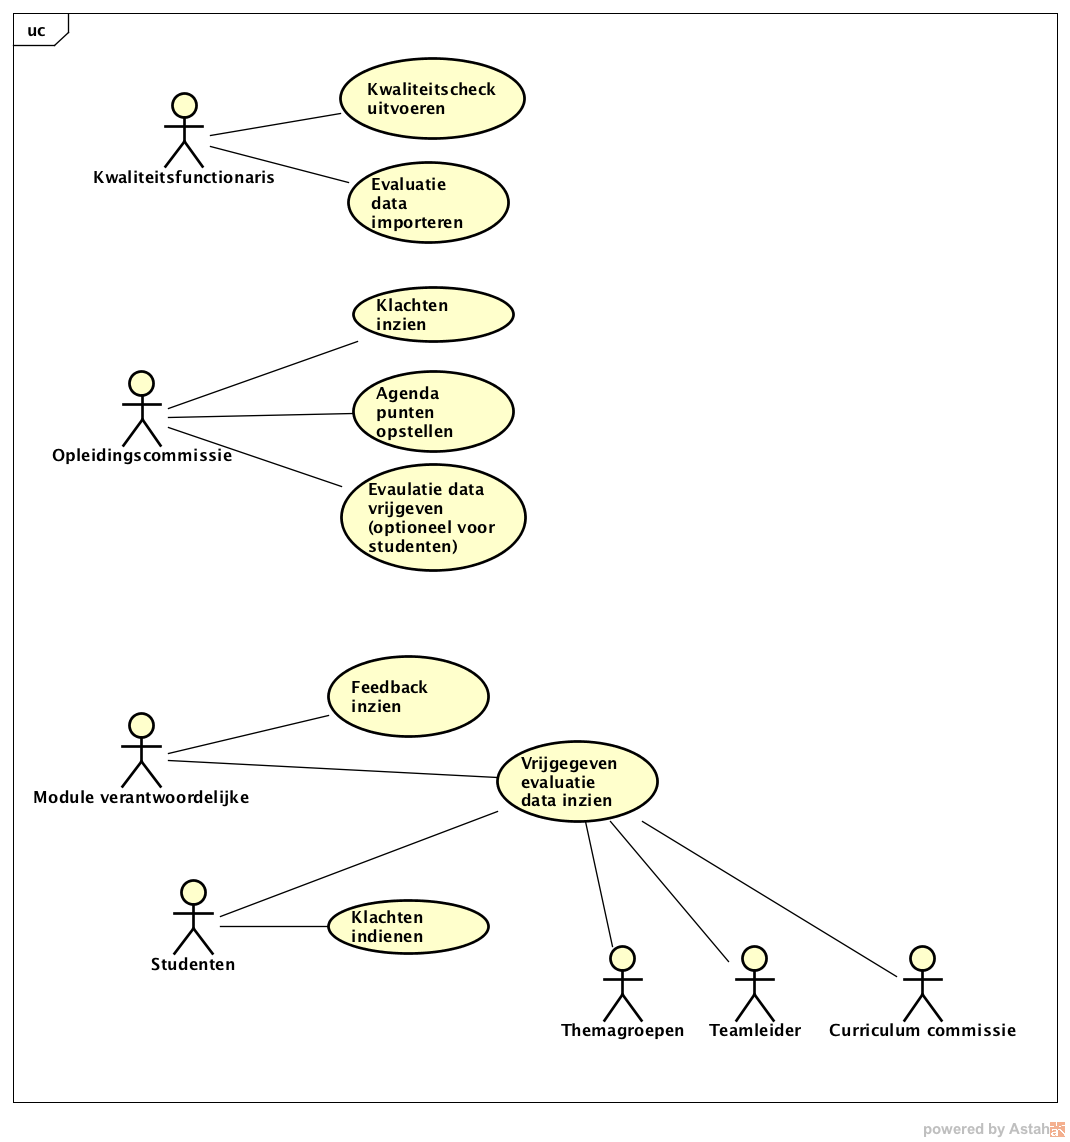 uc
Kwaliteitscheck
uitvoeren
Kwaliteitsfunctionaris
Evaluatie
data
importeren
Klachten
inzien
Agenda
punten
opstellen
Opleidingscommissie
Evaulatie data
vrijgeven
(optioneel voor
studenten)
Feedback
inzien
Module verantwoordelijke
Vrijgegeven
evaluatie
data inzien
Studenten
Klachten
indienen
Themagroepen
Teamleider
Curriculum commissie
powered by Astah